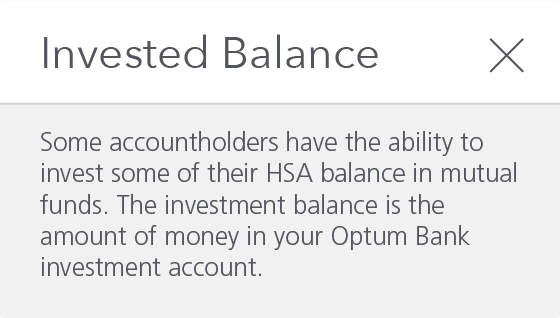 Invested Balance
Some accountholders have the ability to
invest some of their HSA balance in mutual
funds. The investment balance is the
amount of money in your Optum Bank
investment account.